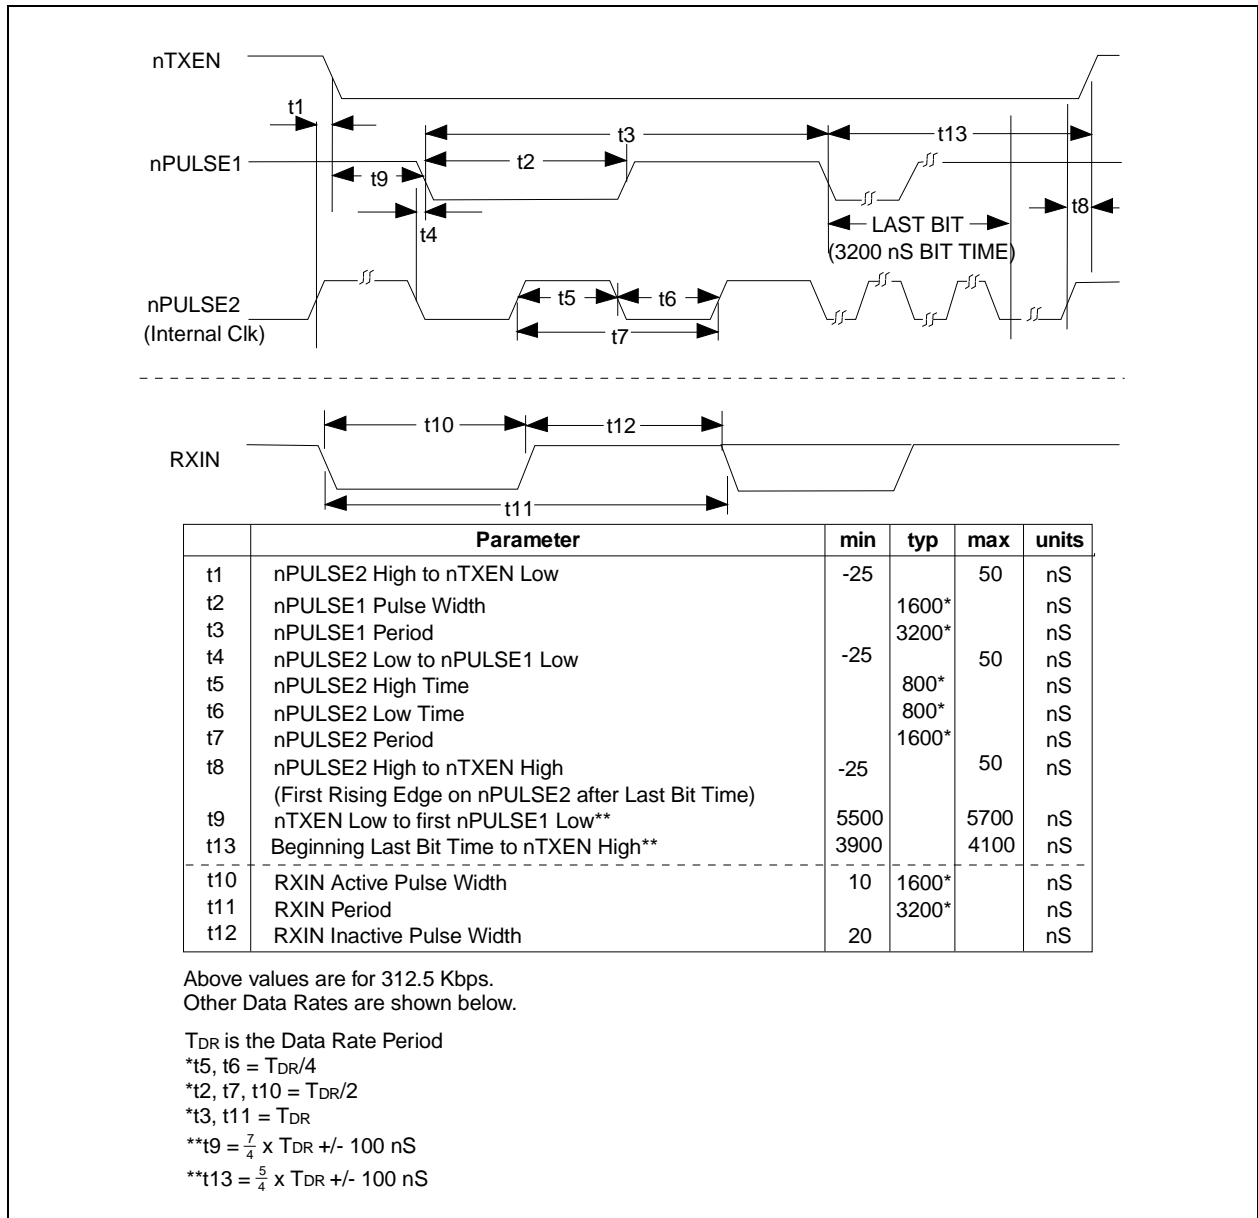 nTXEN
t1
t3
t13
nPULSE1
t2
t9
t8
LAST BIT
t4
(3200 nS BIT TIME)
nPULSE2
t5
t6
(Internal Clk)
t7
t10
t12
RXIN
t11
Parameter min typ max units
t1 nPULSE2 High to nTXEN Low -25 50 nS
t2 nPULSE1 Pulse Width 1600* nS
t3 nPULSE1 Period 3200* nS
t4 nPULSE2 Low to nPULSE1 Low -25 50 nS
t5 nPULSE2 High Time 800* nS
t6 nPULSE2 Low Time 800* nS
t7 nPULSE2 Period 1600* nS
t8 nPULSE2 High to nTXEN High -25 50 nS
(First Rising Edge on nPULSE2 after Last Bit Time)
t9 nTXEN Low to first nPULSE1 Low** 5500 5700 nS
t13 Beginning Last Bit Time to nTXEN High** 3900 4100 nS
t10 RXIN Active Pulse Width 10 1600* nS
t11 RXIN Period 3200* nS
t12 RXIN Inactive Pulse Width 20 nS
Above values are for 312.5 Kbps.
Other Data Rates are shown below.
TDR is the Data Rate Period
*t5, t6 = TDR/4
*t2, t7, t10 = TDR/2
*t3, t11 = TDR
**t9 = 7/4 x TDR +/- 100 nS
**t13 = 5/4 x TDR +/- 100 nS